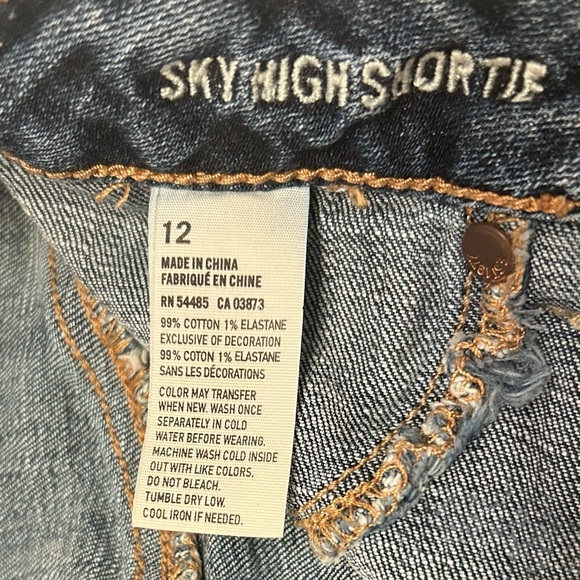 SKY HIGH SHORTIE
12
MADE IN CHINA
FABRIQUÉ EN CHINE
RN 54485 CA 03873
99% COTTON 1% ELASTANE
EXCLUSIVE OF DECORATION
99% COTON 1% ELASTANE
SANS LES DÉCORATIONS
COLOR MAY TRANSFER
WHEN NEW. WASH ONCE
SEPARATELY IN COLD
WATER BEFORE WEARING.
MACHINE WASH COLD INSIDE
OUT WITH LIKE COLORS.
DO NOT BLEACH.
TUMBLE DRY LOW.
COOL IRON IF NEEDED.